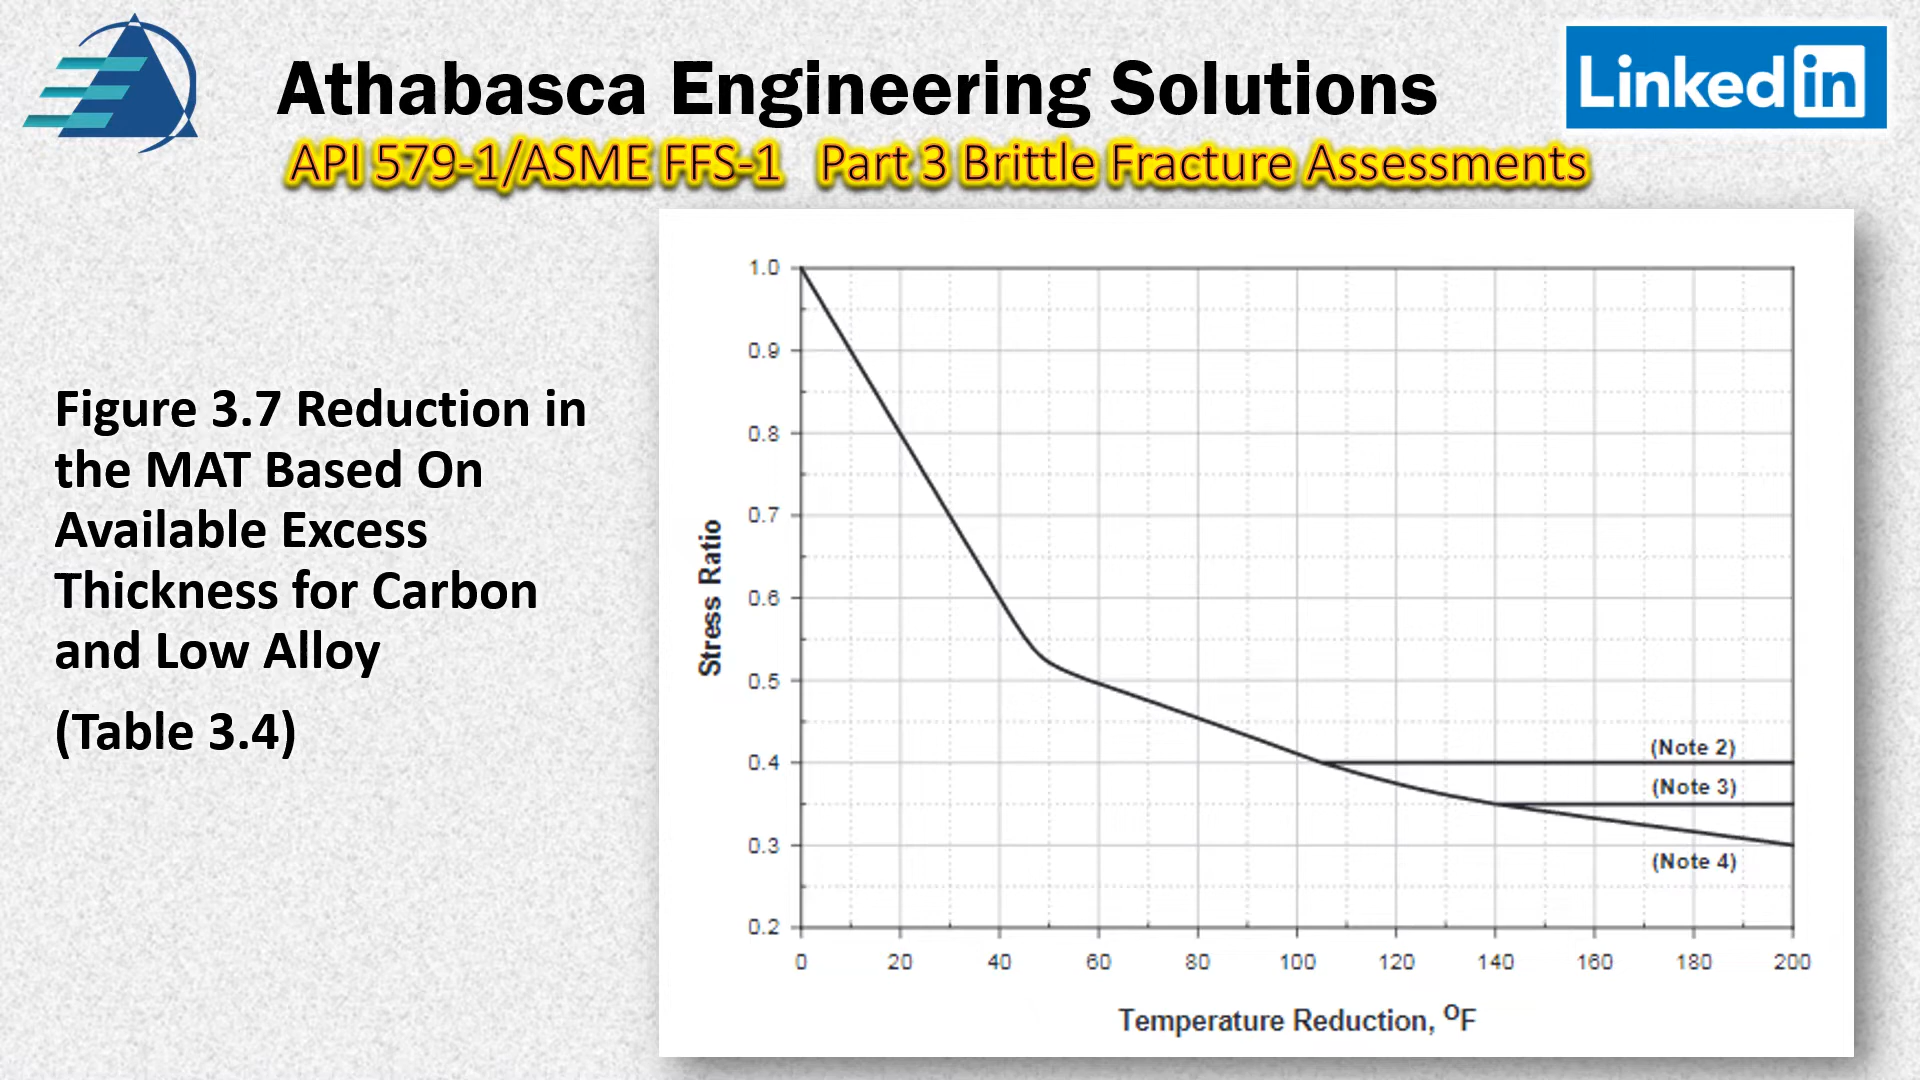 Athabasca Engineering Solutions
Linked in
API 579-1/ASME FFS-1 Part 3 Brittle Fracture Assessments
Figure 3.7 Reduction in
the MAT Based On
Available Excess
Thickness for Carbon
and Low Alloy
(Table 3.4)
Stress Ratio
1.0
0.9
0.8
0.7
0.6
0.5
0.4
0.3
0.2
(Note 2)
(Note 3)
(Note 4)
0 20 40 60 80 100 120 140 160 180 200
Temperature Reduction, °F